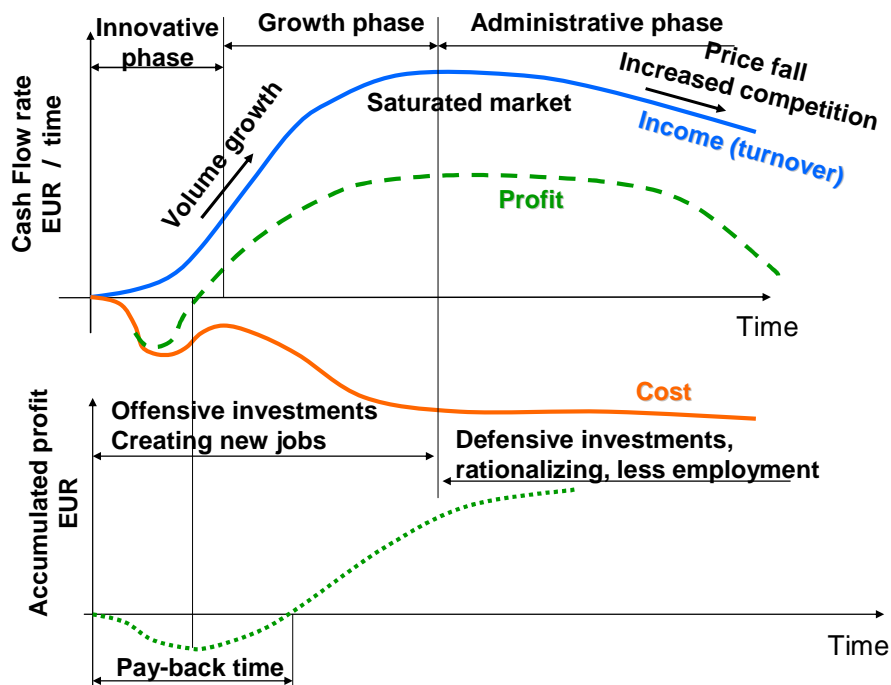 Innovative
phase
Growth phase
Administrative phase
Price fall
Increased competition
Saturated market
Income (turnover)
Volume growth
Cash Flow rate
EUR / time
Profit
Time
Cost
Offensive investments
Creating new jobs
Defensive investments,
rationalizing, less employment
Accumulated profit
EUR
Time
Pay-back time